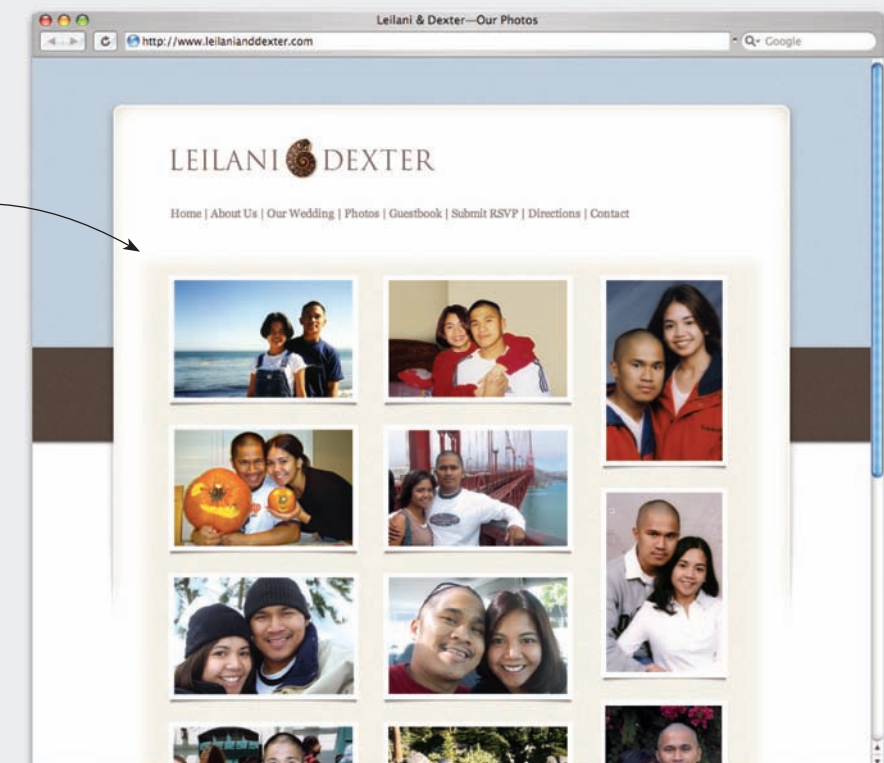 Leilani & Dexter—Our Photos
http://www.leilanianddexter.com
Google
LEILANI DEXTER
Home | About Us | Our Wedding | Photos | Guestbook | Submit RSVP | Directions | Contact